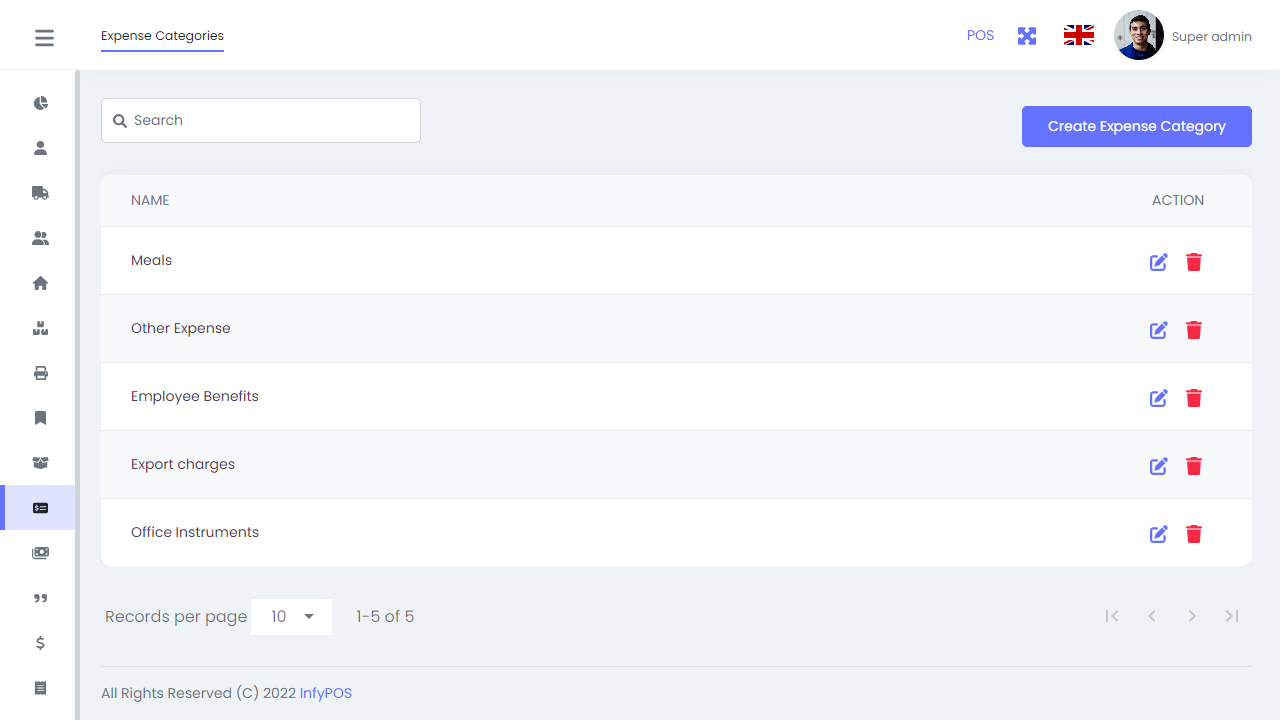 Expense Categories
POS
Super admin
Search
Create Expense Category
NAME
ACTION
Meals
Other Expense
Employee Benefits
Export charges
Office Instruments
Records per page 10 1-5 of 5
All Rights Reserved (C) 2022 InfyPOS